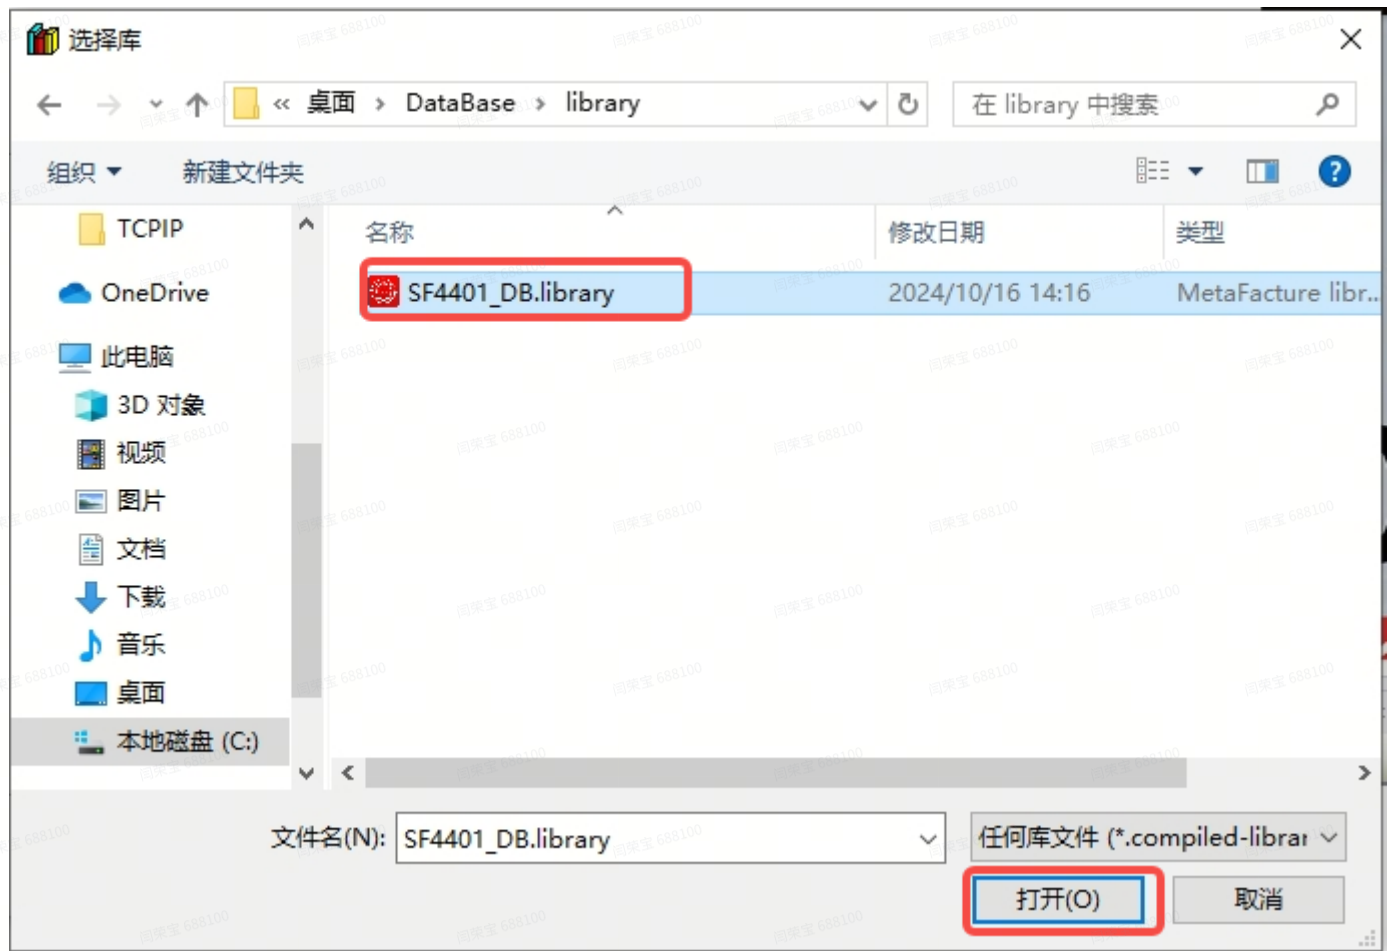 选择库
« 桌面 › DataBase › library
在 library 中搜索
组织
新建文件夹
?
TCPIP
OneDrive
此电脑
3D 对象
视频
图片
文档
下载
音乐
桌面
本地磁盘 (C:)
名称
修改日期
类型
SF4401_DB.library
2024/10/16 14:16
MetaFacture libr...
文件名(N):
SF4401_DB.library
任何库文件 (*.compiled-librar
打开(O)
取消